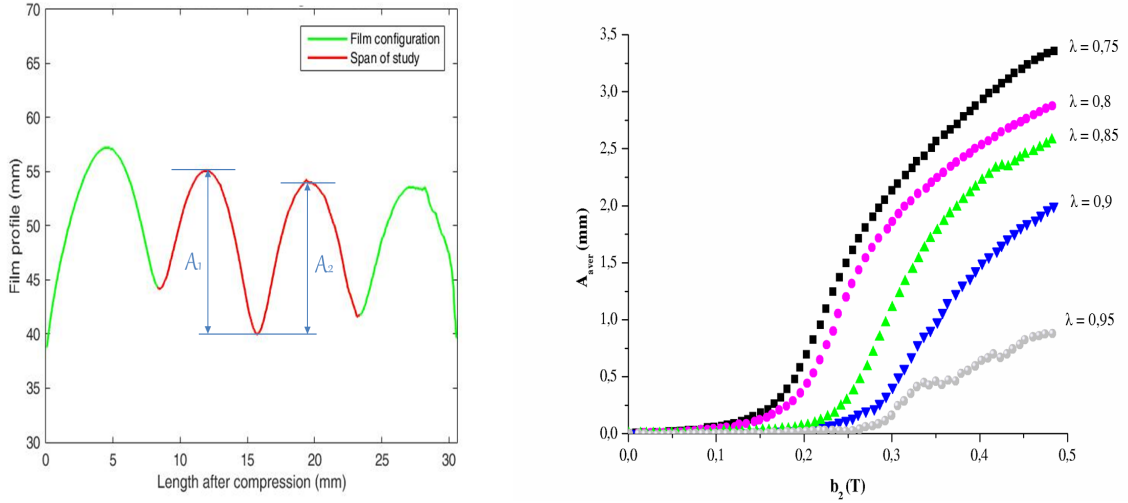 70
65
60
55
50
45
40
35
30
Film profile (mm)
Film configuration
Span of study
A1
A2
0
5
10
15
20
25
30
Length after compression (mm)
3,5
3,0
2,5
2,0
1,5
1,0
0,5
0,0
A aver (mm)
λ = 0,75
λ = 0,8
λ = 0,85
λ = 0,9
λ = 0,95
0,0
0,1
0,2
0,3
0,4
0,5
b2 (T)